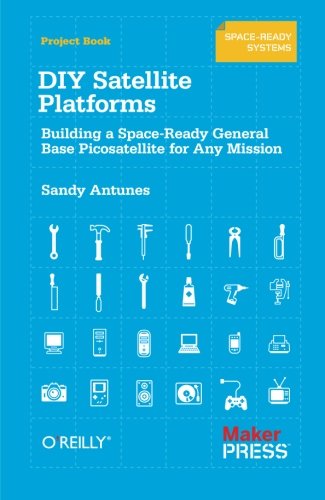 Project Book
SPACE-READY
SYSTEMS
DIY Satellite
Platforms
Building a Space-Ready General
Base Picosatellite for Any Mission
Sandy Antunes
O'REILLY®
Maker
PRESS™